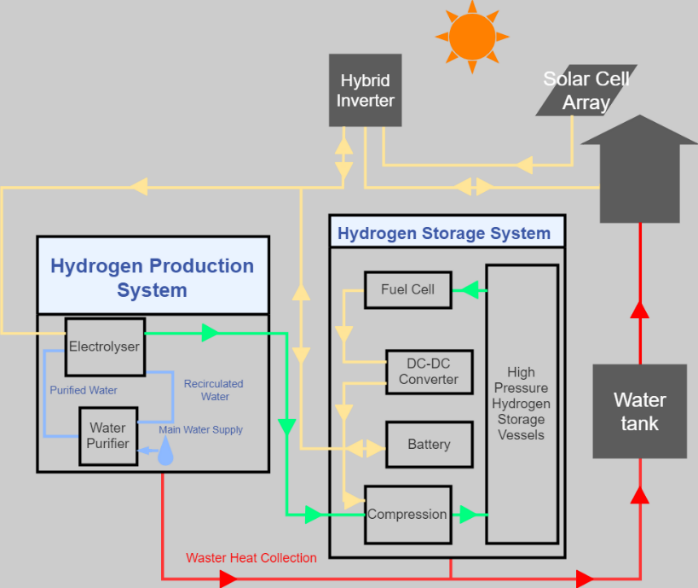 Hybrid
Inverter
Solar Cell
Array
Hydrogen Storage System
Hydrogen Production
System
Fuel Cell
Electrolyser
DC-DC
Converter
High
Pressure
Hydrogen
Storage
Vessels
Purified Water
Recirculated
Water
Water
Purifier
Main Water Supply
Battery
Water
tank
Compression
Waster Heat Collection